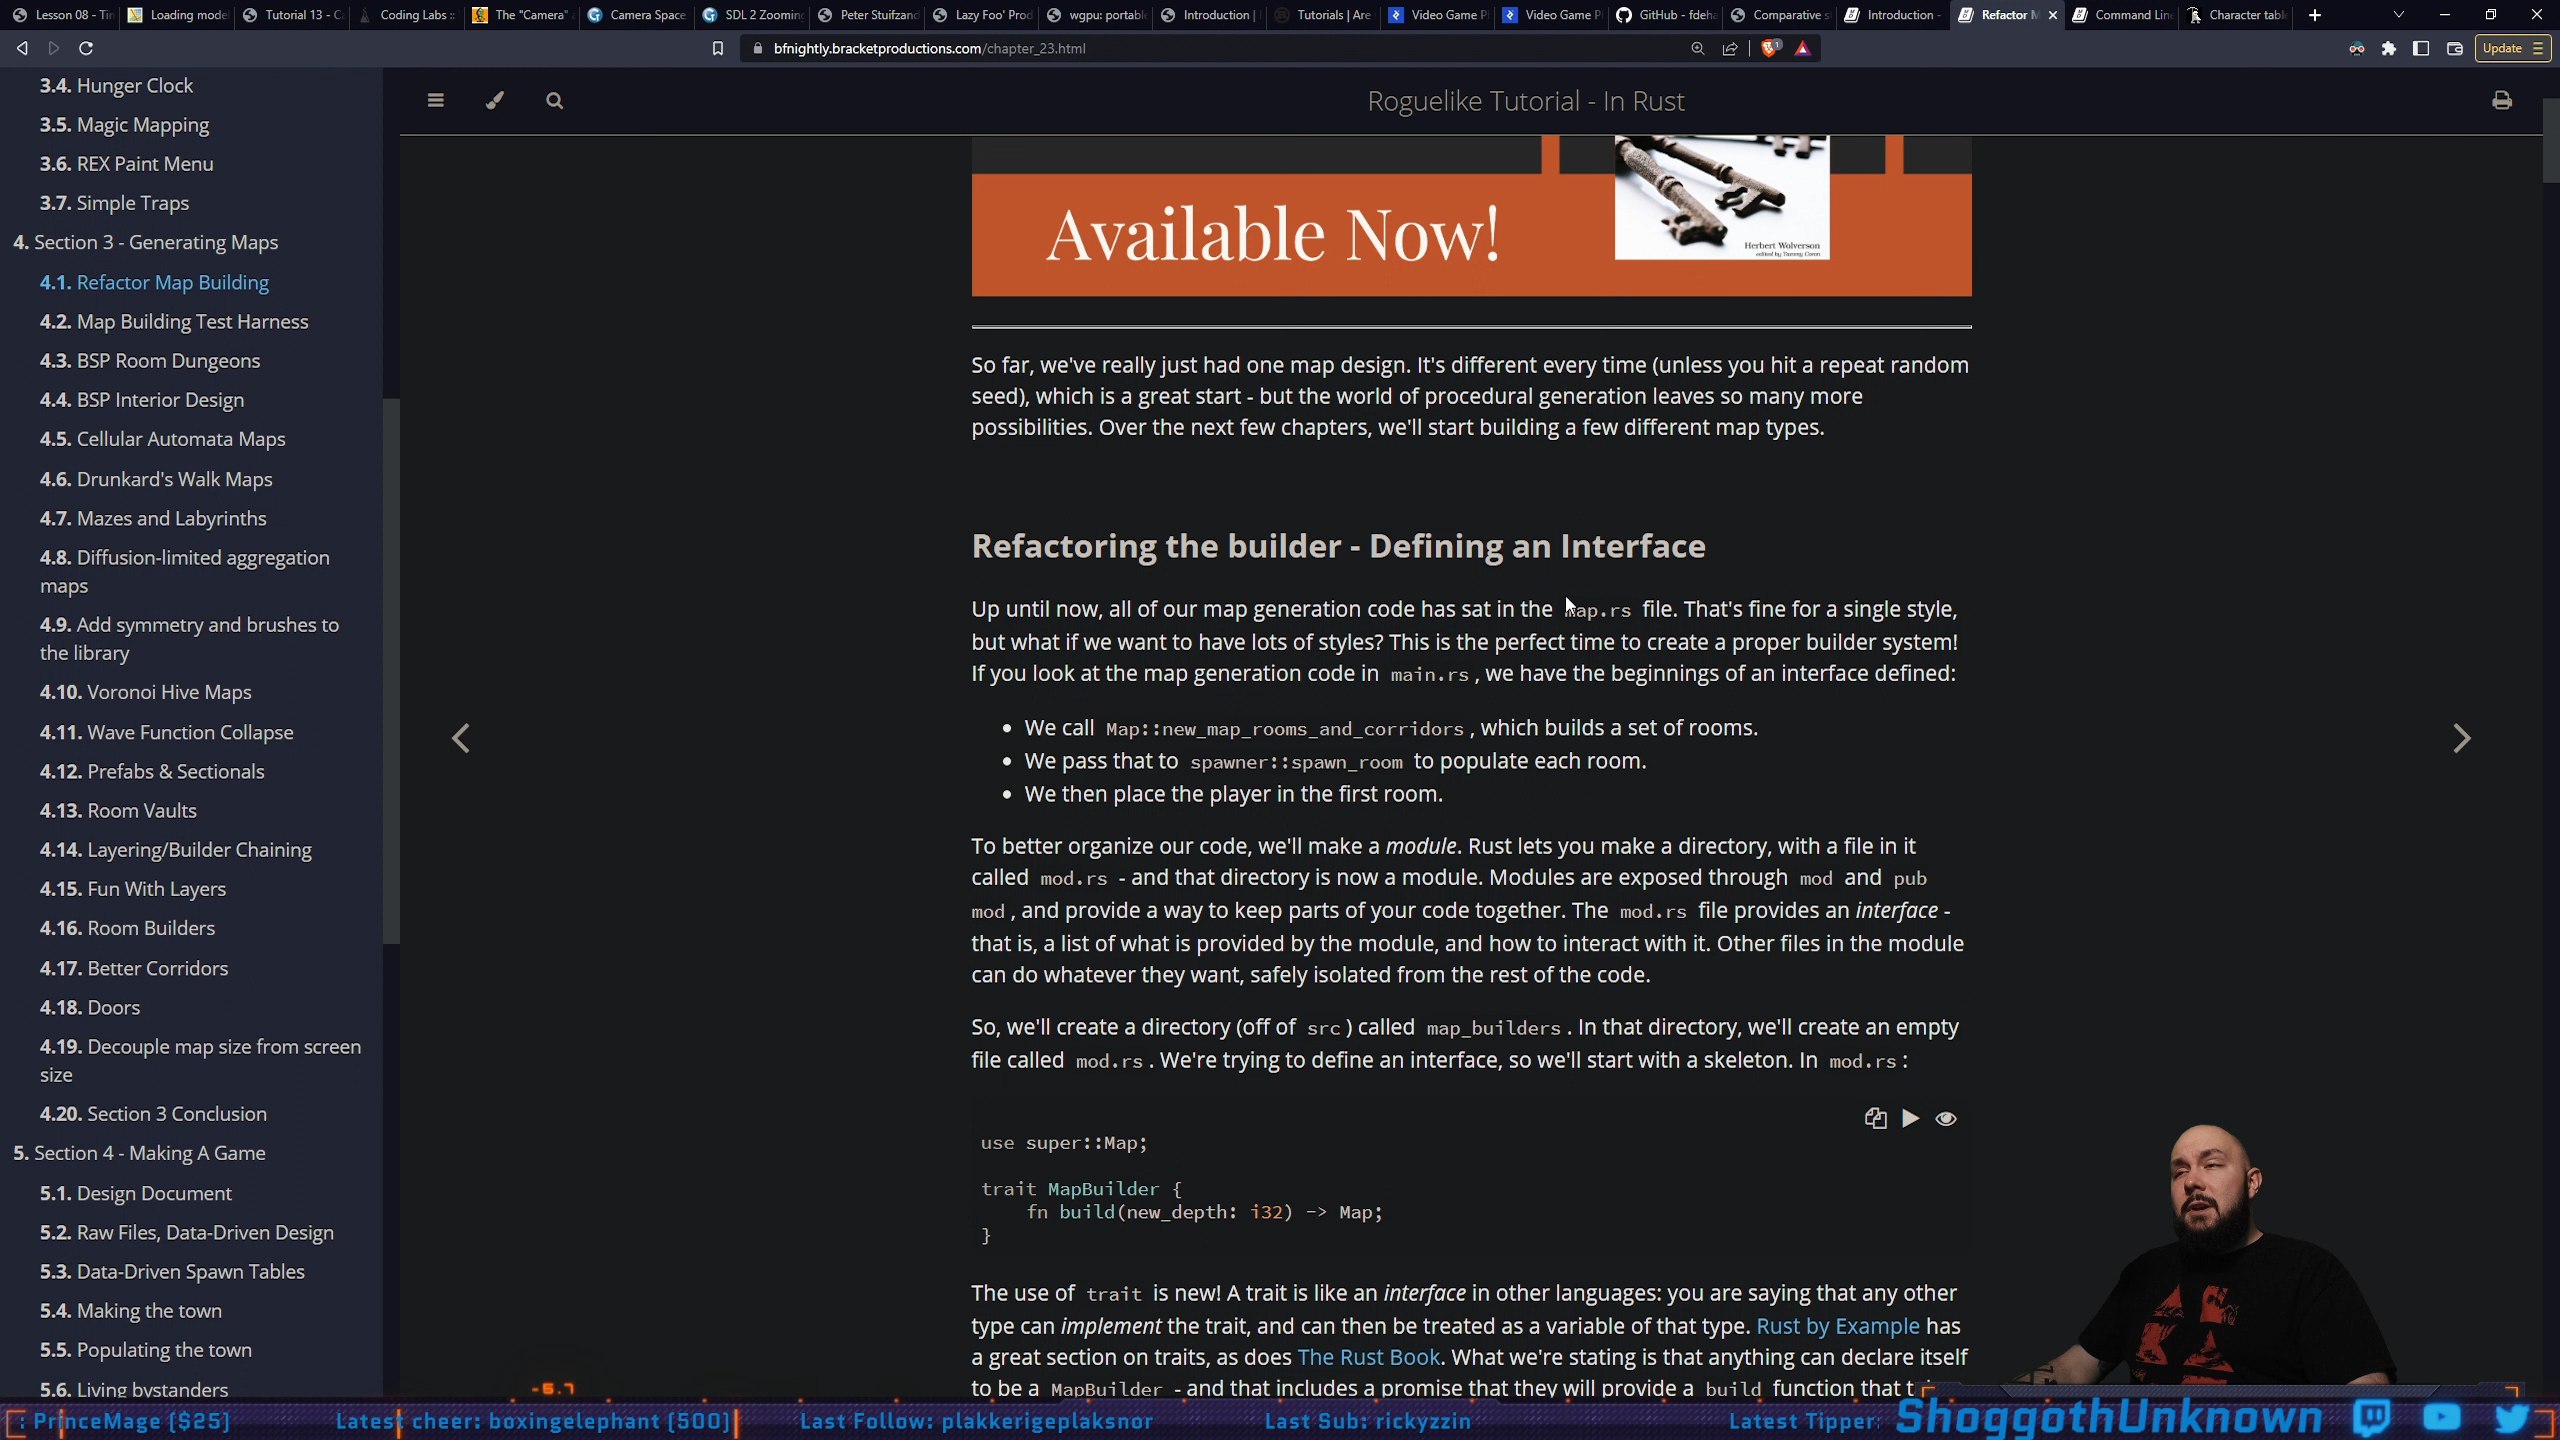 Lesson 08 - Tin
Loading mode
Tutorial 13 - C
Coding Labs ::
The "Camera"
Camera Space
SDL 2 Zooming
Peter Stuifzand
Lazy Foo' Prod
wgpu: portabl
Introduction |
Tutorials | Are
Video Game P
Video Game P
GitHub - fdeh
Comparative s
Introduction -
Refactor M
Command Lin
Character tabl
bfnightly.bracketproductions.com/chapter_23.html
Update
3.4. Hunger Clock
3.5. Magic Mapping
3.6. REX Paint Menu
3.7. Simple Traps
4. Section 3 - Generating Maps
4.1. Refactor Map Building
4.2. Map Building Test Harness
4.3. BSP Room Dungeons
4.4. BSP Interior Design
4.5. Cellular Automata Maps
4.6. Drunkard's Walk Maps
4.7. Mazes and Labyrinths
4.8. Diffusion-limited aggregation
maps
4.9. Add symmetry and brushes to
the library
4.10. Voronoi Hive Maps
4.11. Wave Function Collapse
4.12. Prefabs & Sectionals
4.13. Room Vaults
4.14. Layering/Builder Chaining
4.15. Fun With Layers
4.16. Room Builders
4.17. Better Corridors
4.18. Doors
4.19. Decouple map size from screen
size
4.20. Section 3 Conclusion
5. Section 4 - Making A Game
5.1. Design Document
5.2. Raw Files, Data-Driven Design
5.3. Data-Driven Spawn Tables
5.4. Making the town
5.5. Populating the town
5.6. Living bystanders
Roguelike Tutorial - In Rust
Available Now!
Herbert Wolverson
edited by Tammy Coron
So far, we've really just had one map design. It's different every time (unless you hit a repeat random
seed), which is a great start - but the world of procedural generation leaves so many more
possibilities. Over the next few chapters, we'll start building a few different map types.
Refactoring the builder - Defining an Interface
Up until now, all of our map generation code has sat in the map.rs file. That's fine for a single style,
but what if we want to have lots of styles? This is the perfect time to create a proper builder system!
If you look at the map generation code in main.rs, we have the beginnings of an interface defined:
• We call Map::new_map_rooms_and_corridors, which builds a set of rooms.
• We pass that to spawner::spawn_room to populate each room.
• We then place the player in the first room.
To better organize our code, we'll make a module. Rust lets you make a directory, with a file in it
called mod.rs - and that directory is now a module. Modules are exposed through mod and pub
mod, and provide a way to keep parts of your code together. The mod.rs file provides an interface -
that is, a list of what is provided by the module, and how to interact with it. Other files in the module
can do whatever they want, safely isolated from the rest of the code.
So, we'll create a directory (off of src) called map_builders. In that directory, we'll create an empty
file called mod.rs. We're trying to define an interface, so we'll start with a skeleton. In mod.rs:
use super::Map;
trait MapBuilder {
fn build(new_depth: i32) -> Map;
}
The use of trait is new! A trait is like an interface in other languages: you are saying that any other
type can implement the trait, and can then be treated as a variable of that type. Rust by Example has
a great section on traits, as does The Rust Book. What we're stating is that anything can declare itself
to be a MapBuilder - and that includes a promise that they will provide a build function that t
-6.7
: PrinceMage ($25)
Latest cheer: boxingelephant (500)
Last Follow: plakkerigeplaksnor
Last Sub: rickyzzin
Latest Tipper:
ShoggothUnknown